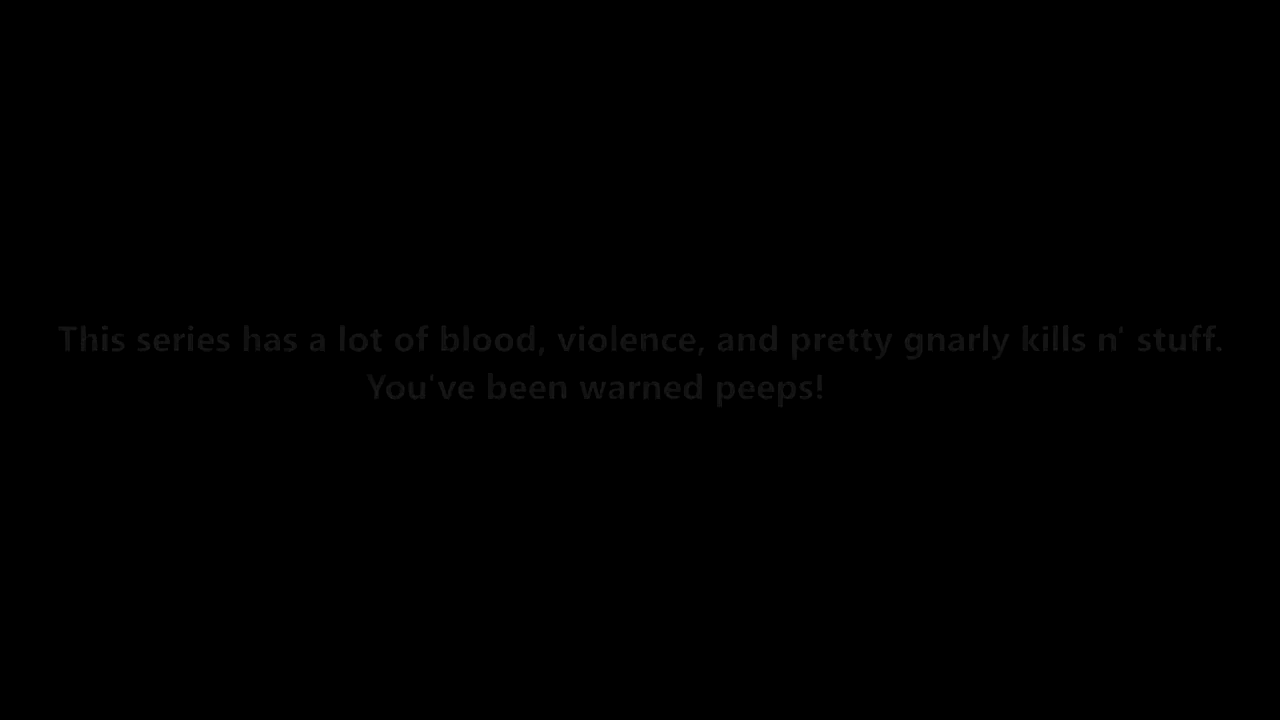 This series has a lot of blood, violence, and pretty gnarly kills n' stuff.
You've been warned peeps!